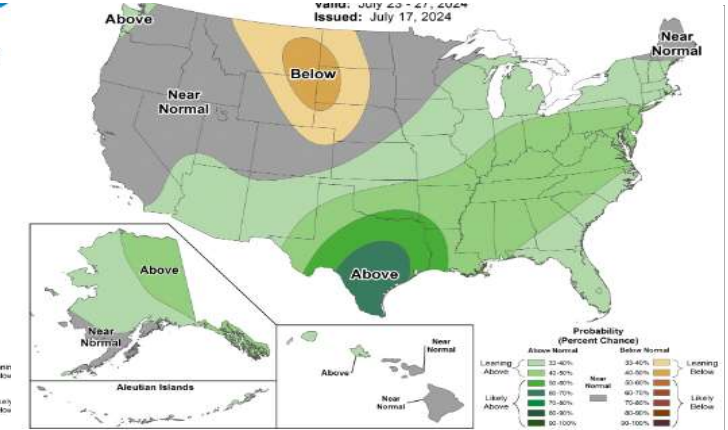 Valid: July 23 - 27, 2024
Issued: July 17, 2024
Above
Near
Normal
Below
Near
Normal
Above
Above
Near
Normal
Aleutian Islands
Above
Near
Normal
Near
Normal
Probability
(Percent Chance)
Above Normal
Below Normal
Leaning
Above
33-40%
40-50%
Likely
Above
50-60%
60-70%
70-80%
80-90%
90-100%
Near
Normal
33-40%
40-50%
Leaning
Below
50-60%
60-70%
70-80%
80-90%
90-100%
Likely
Below